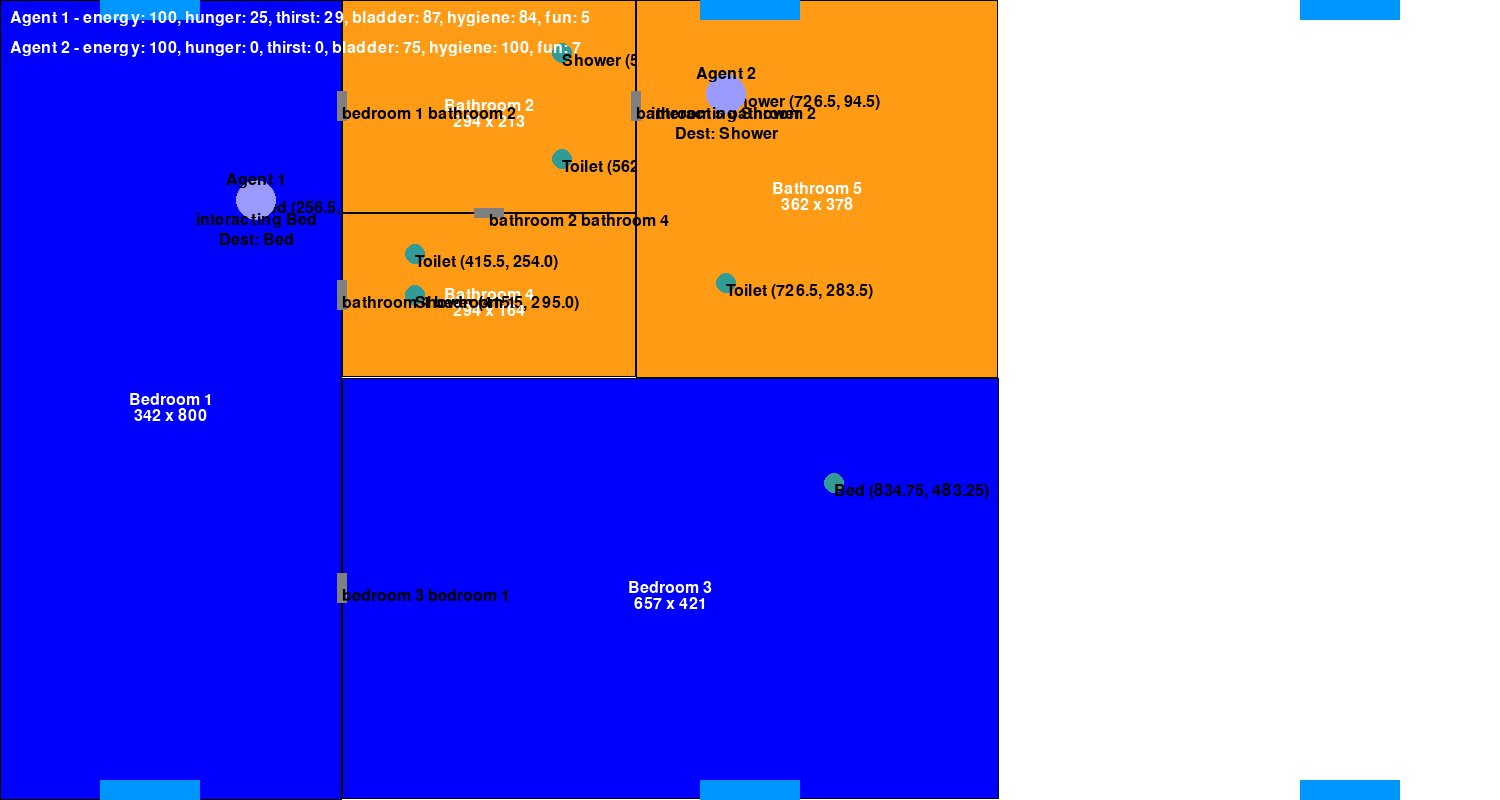 Agent 1 - energy: 100, hunger: 25, thirst: 29, bladder: 87, hygiene: 84, fun: 5
Agent 2 - energy: 100, hunger: 0, thirst: 0, bladder: 75, hygiene: 100, fun: 7
Shower (5
Agent 2
ower (726.5, 94.5)
Bathroom 2
294 x 213
bedroom 1 bathroom 2
bathroom 5 bathroom 2
interacting Shower
Dest: Shower
Toilet (562
Agent 1
d (256.5,
interacting Bed
Dest: Bed
Bathroom 5
362 x 378
bathroom 2 bathroom 4
Toilet (415.5, 254.0)
Toilet (726.5, 283.5)
Bathroom 4
294 x 164
bathroom 4 bedroom 1
Shower (415.5, 295.0)
Bedroom 1
342 x 800
Bed (834.75, 483.25)
Bedroom 3
657 x 421
bedroom 3 bedroom 1